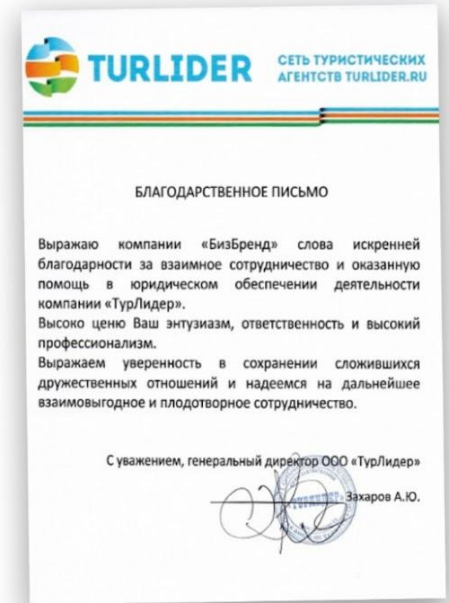 TURLIDER
СЕТЬ ТУРИСТИЧЕСКИХ
АГЕНТСТВ TURLIDER.RU
БЛАГОДАРСТВЕННОЕ ПИСЬМО
Выражаю компании «БизБренд» слова искренней
благодарности за взаимное сотрудничество и оказанную
помощь в юридическом обеспечении деятельности
компании «ТурЛидер».
Высоко ценю Ваш энтузиазм, ответственность и высокий
профессионализм.
Выражаем уверенность в сохранении сложившихся
дружественных отношений и надеемся на дальнейшее
взаимовыгодное и плодотворное сотрудничество.
С уважением, генеральный директор ООО «ТурЛидер»
Захаров А.Ю.